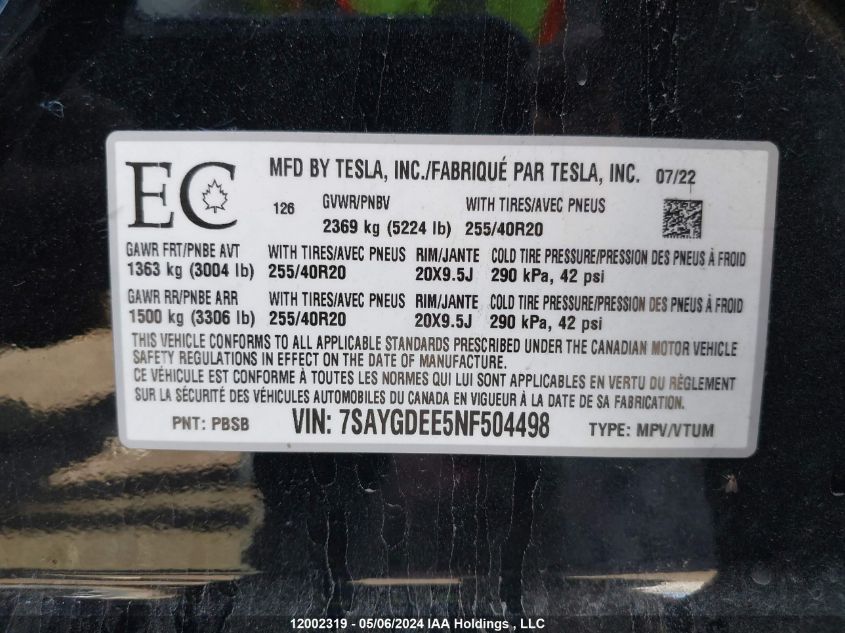 EC
MFD BY TESLA, INC./FABRIQUÉ PAR TESLA, INC. 07/22
126 GVWR/PNBV WITH TIRES/AVEC PNEUS
2369 kg (5224 lb) 255/40R20
GAWR FRT/PNBE AVT WITH TIRES/AVEC PNEUS RIM/JANTE COLD TIRE PRESSURE/PRESSION DES PNEUS À FROID
1363 kg (3004 lb) 255/40R20 20X9.5J 290 kPa, 42 psi
GAWR RR/PNBE ARR WITH TIRES/AVEC PNEUS RIM/JANTE COLD TIRE PRESSURE/PRESSION DES PNEUS À FROID
1500 kg (3306 lb) 255/40R20 20X9.5J 290 kPa, 42 psi
THIS VEHICLE CONFORMS TO ALL APPLICABLE STANDARDS PRESCRIBED UNDER THE CANADIAN MOTOR VEHICLE
SAFETY REGULATIONS IN EFFECT ON THE DATE OF MANUFACTURE.
CE VÉHICULE EST CONFORME À TOUTES LES NORMES QUI LUI SONT APPLICABLES EN VERTU DU RÈGLEMENT
SUR LA SÉCURITÉ DES VÉHICULES AUTOMOBILES DU CANADA EN VIGUEUR À LA DATE DE SA FABRICATION.
PNT: PBSB VIN: 7SAYGDEE5NF504498 TYPE: MPV/VTUM
12002319 - 05/06/2024 IAA Holdings , LLC